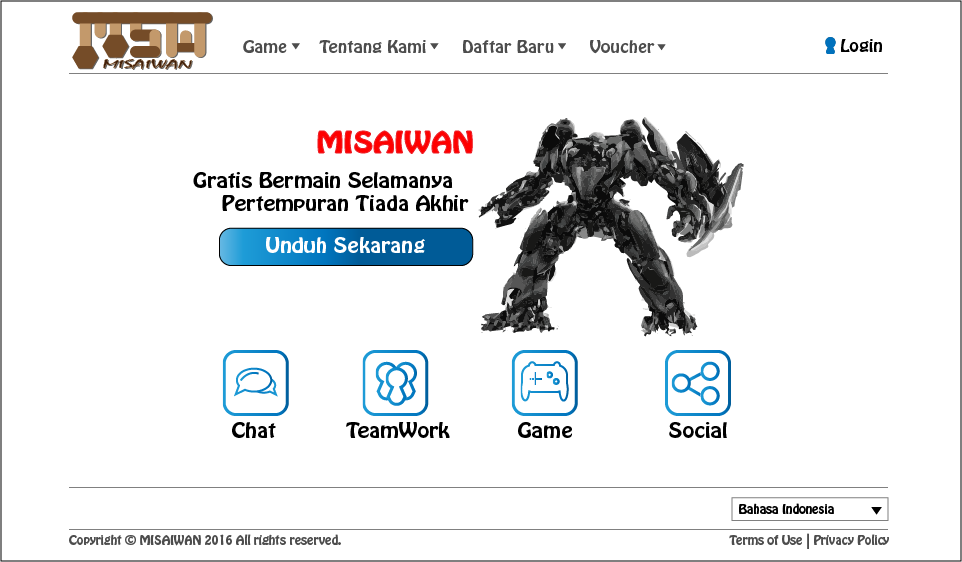 MSW
MISAIWAN
Game Tentang Kami Daftar Baru Voucher Login
MISAIWAN
Gratis Bermain Selamanya
Pertempuran Tiada Akhir
Unduh Sekarang
Chat TeamWork Game Social
Bahasa Indonesia
Copyright © MISAIWAN 2016 All rights reserved. Terms of Use | Privacy Policy